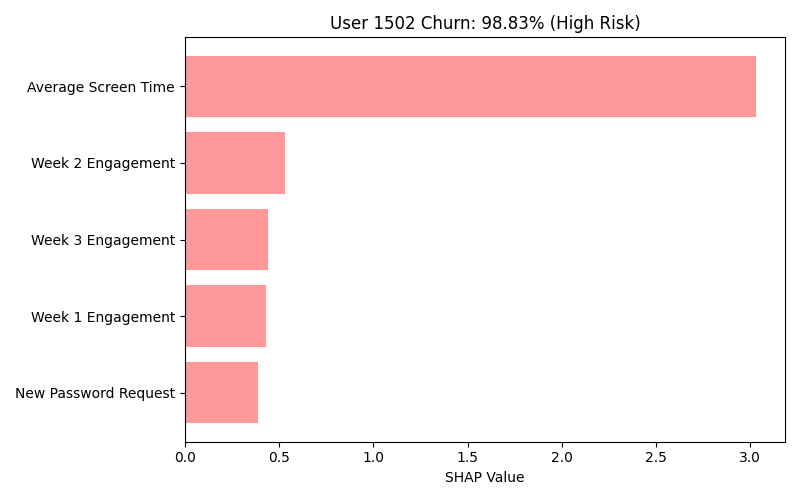 User 1502 Churn: 98.83% (High Risk)
Average Screen Time
Week 2 Engagement
Week 3 Engagement
Week 1 Engagement
New Password Request
0.0 0.5 1.0 1.5 2.0 2.5 3.0
SHAP Value